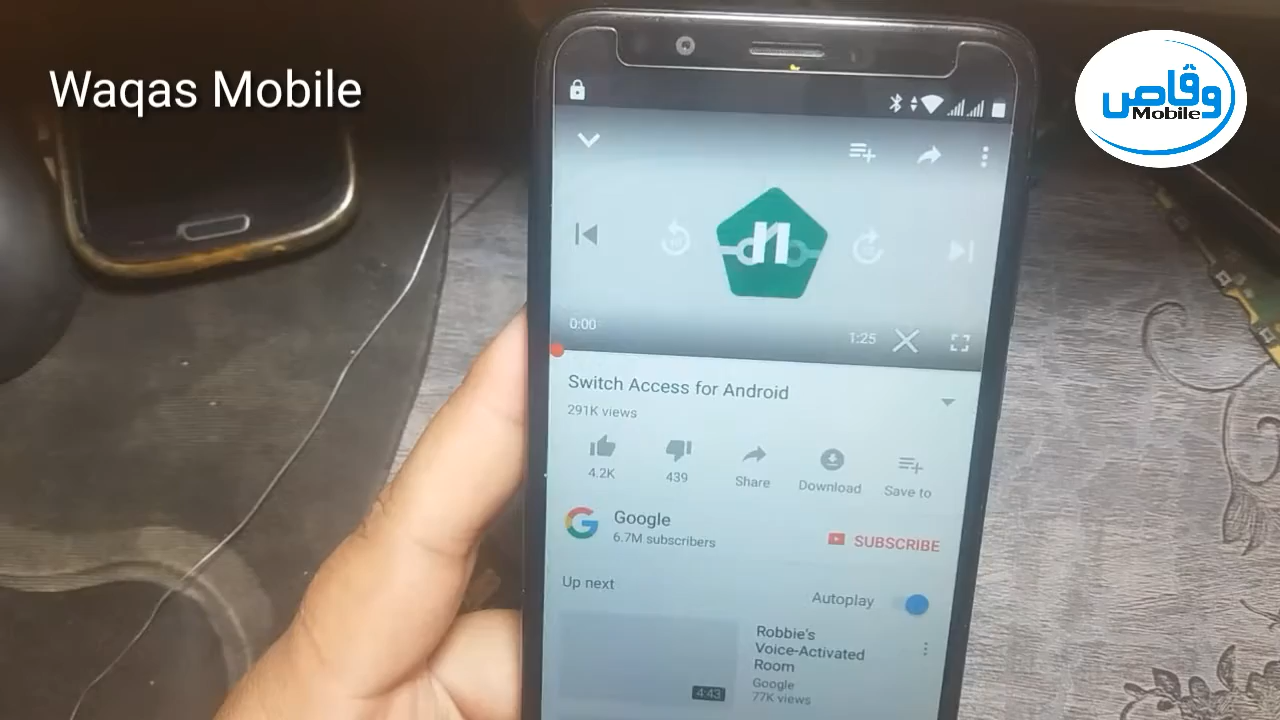 Waqas Mobile
وقاص
Mobile
0:00
1:25
Switch Access for Android
291K views
4.2K
439
Share
Download
Save to
Google
6.7M subscribers
SUBSCRIBE
Up next
Autoplay
Robbie's
Voice-Activated
Room
Google
77K views
4:43